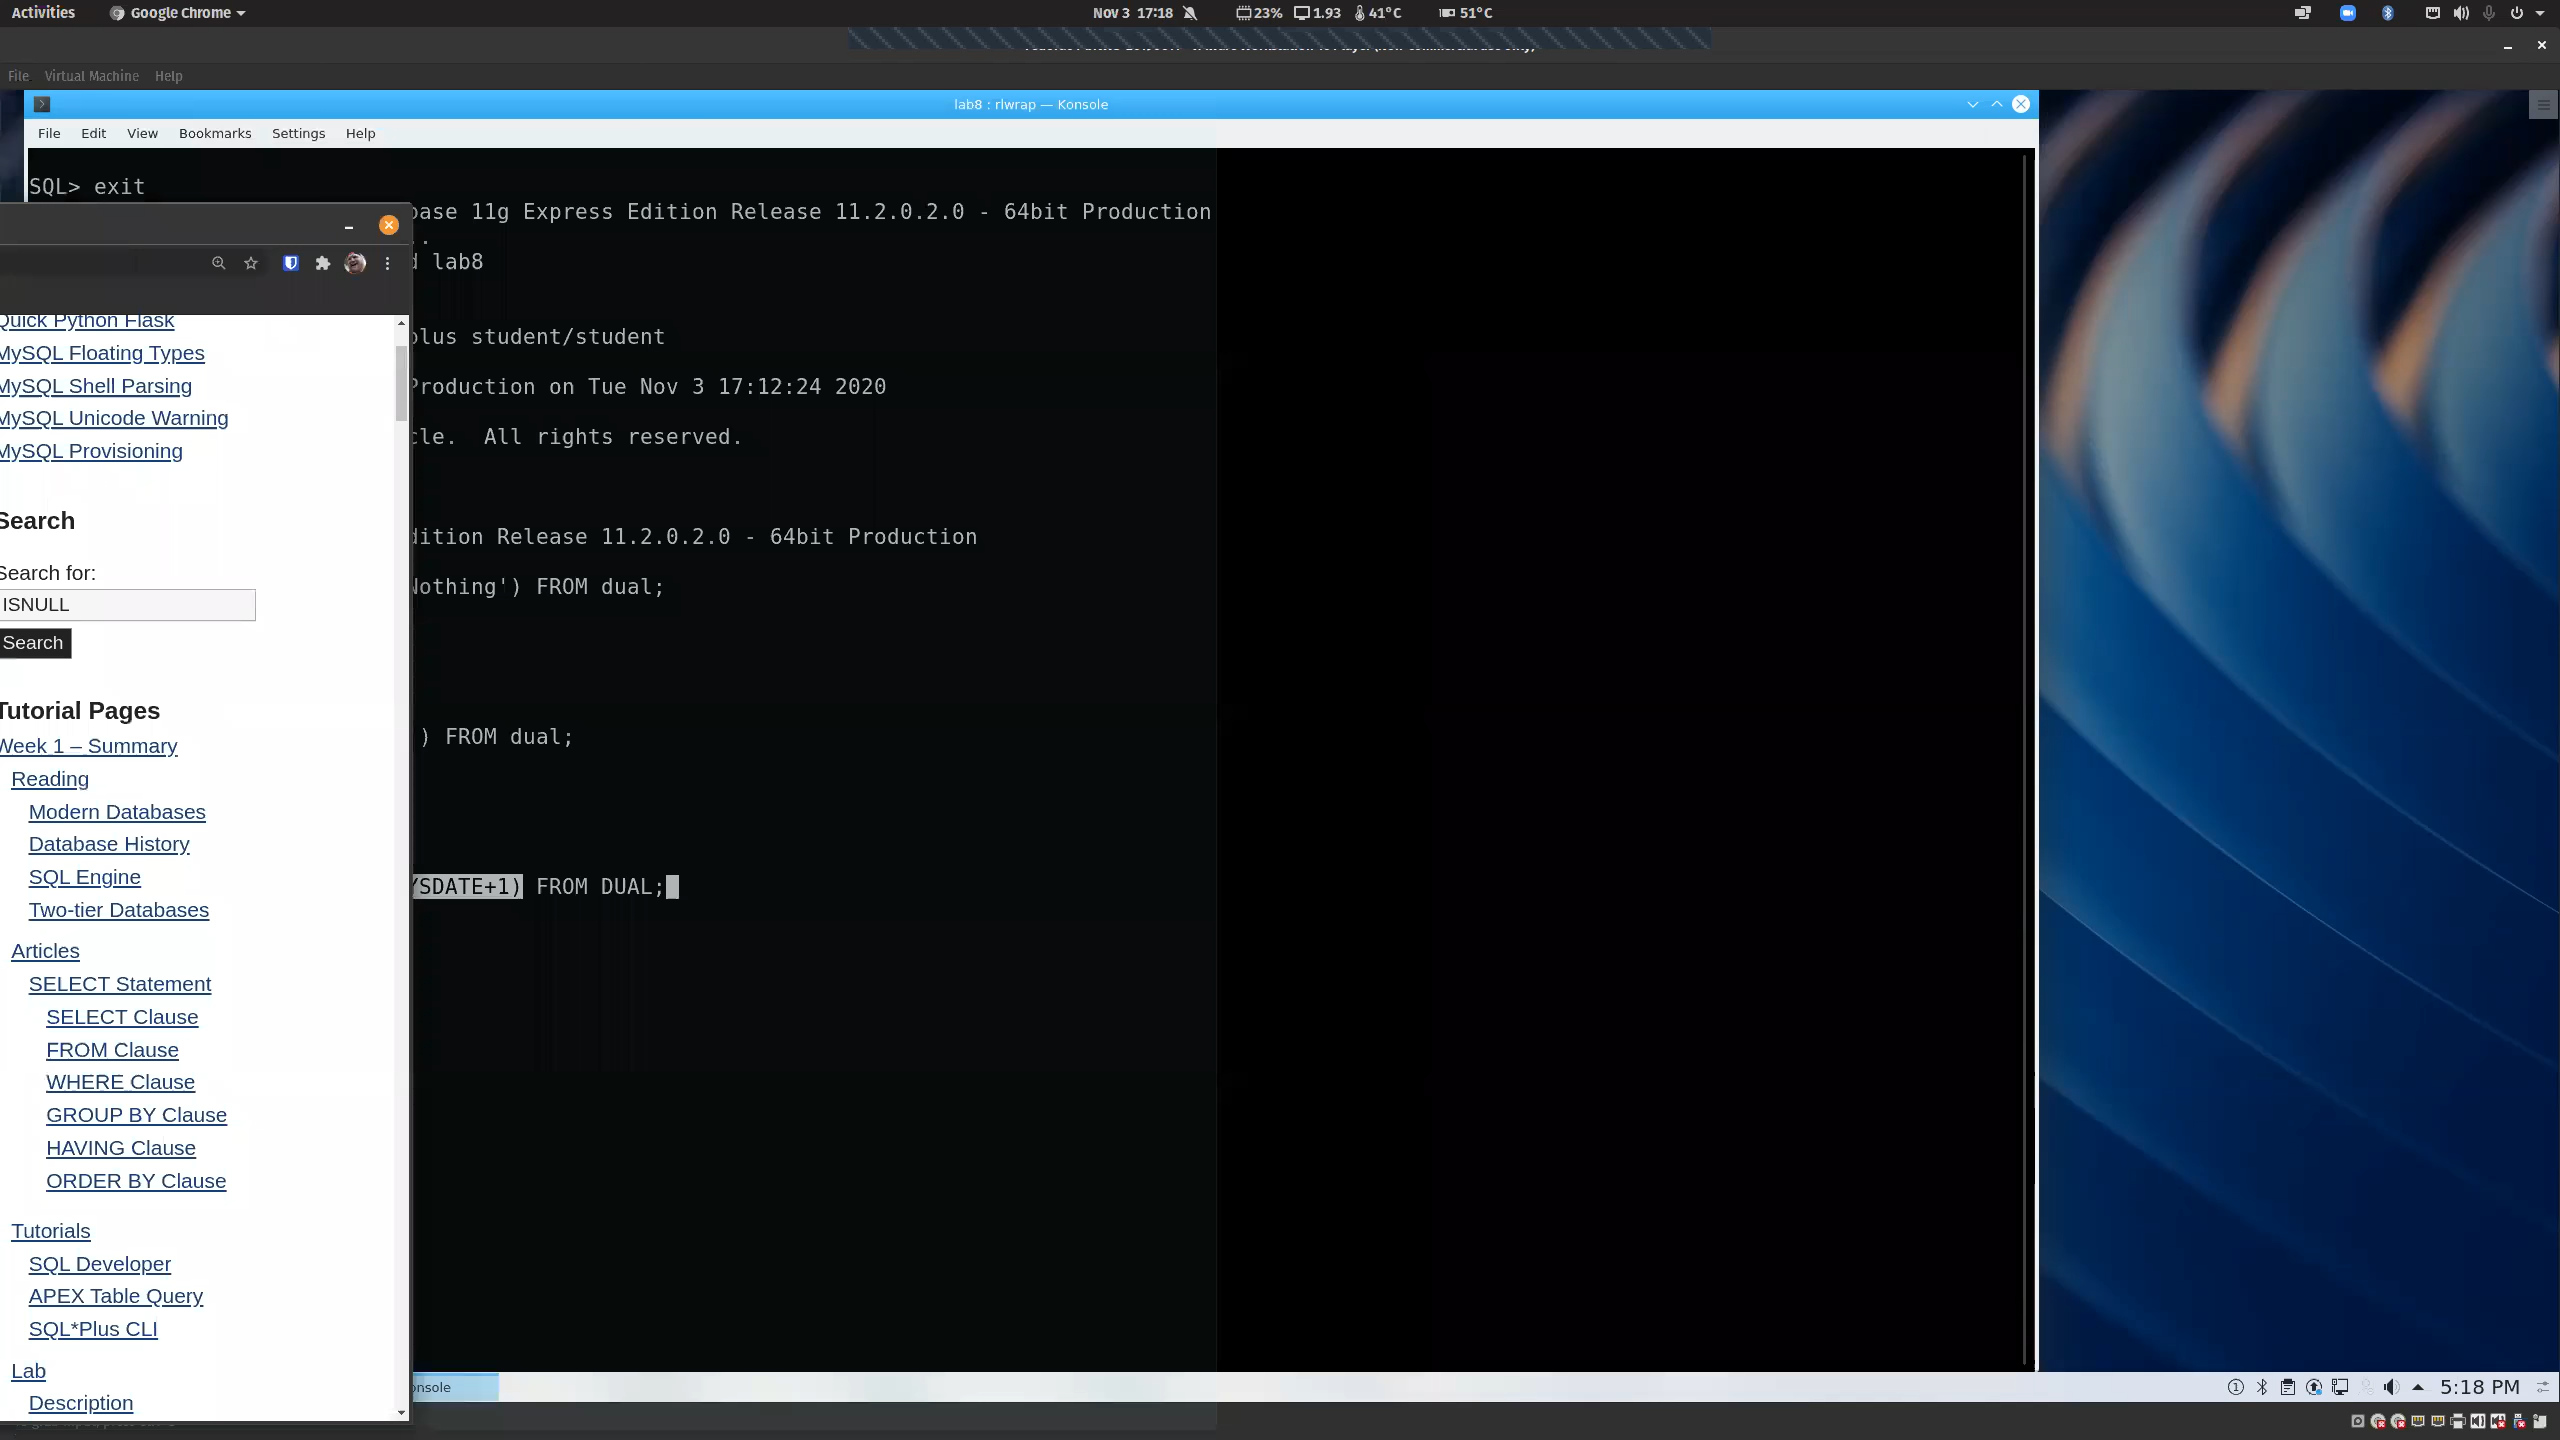 Activities
Google Chrome
Nov 3 17:18
23% 1.93 41°C 51°C
File Virtual Machine Help
lab8 : rlwrap — Konsole
File Edit View Bookmarks Settings Help
SQL> exit
base 11g Express Edition Release 11.2.0.2.0 - 64bit Production
..
d lab8
plus student/student
Production on Tue Nov 3 17:12:24 2020
cle. All rights reserved.
dition Release 11.2.0.2.0 - 64bit Production
Nothing') FROM dual;
) FROM dual;
YSDATE+1) FROM DUAL;
Quick Python Flask
MySQL Floating Types
MySQL Shell Parsing
MySQL Unicode Warning
MySQL Provisioning
Search
Search for:
ISNULL
Search
Tutorial Pages
Week 1 – Summary
Reading
Modern Databases
Database History
SQL Engine
Two-tier Databases
Articles
SELECT Statement
SELECT Clause
FROM Clause
WHERE Clause
GROUP BY Clause
HAVING Clause
ORDER BY Clause
Tutorials
SQL Developer
APEX Table Query
SQL*Plus CLI
Lab
Description
onsole
5:18 PM